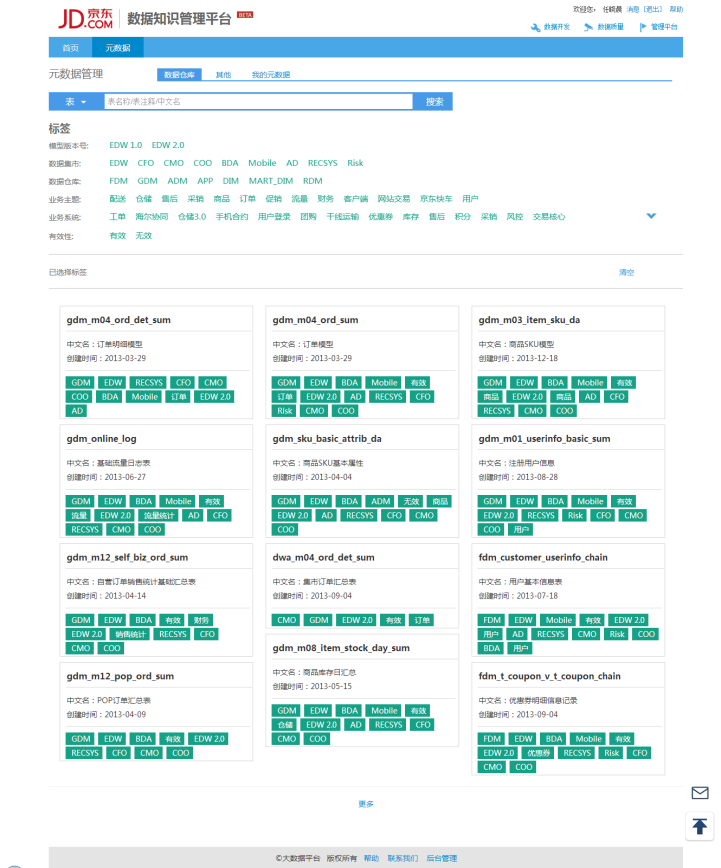 欢迎您, 任晓晨 消息 [退出] 帮助
JD 京东 .COM 数据知识管理平台 BETA
数据开发 数据质量 管理平台
首页 元数据
元数据管理 数据仓库 其他 我的元数据
表 表名称/表注释/中文名 搜索
标签
模型版本号: EDW 1.0 EDW 2.0
数据集市: EDW CFO CMO COO BDA Mobile AD RECSYS Risk
数据仓库: FDM GDM ADM APP DIM MART_DIM RDM
业务主题: 配送 仓储 售后 采销 商品 订单 促销 流量 财务 客户端 网站交易 京东快车 用户
业务系统: 工单 海尔协同 仓储3.0 手机合约 用户登录 团购 干线运输 优惠券 库存 售后 积分 采销 风控 交易核心
有效性: 有效 无效
已选择标签 清空
gdm_m04_ord_det_sum
中文名：订单明细模型
创建时间：2013-03-29
GDM EDW RECSYS CFO CMO
COO BDA Mobile 订单 EDW 2.0
AD
gdm_m04_ord_sum
中文名：订单模型
创建时间：2013-03-29
GDM EDW BDA Mobile 有效
订单 EDW 2.0 AD RECSYS CFO
Risk CMO COO
gdm_m03_item_sku_da
中文名：商品SKU模型
创建时间：2013-12-18
GDM EDW BDA Mobile 有效
商品 EDW 2.0 商品 AD CFO
RECSYS CMO COO
gdm_online_log
中文名：基础流量日志表
创建时间：2013-06-27
GDM EDW BDA Mobile 有效
流量 EDW 2.0 流量统计 AD CFO
RECSYS CMO COO
gdm_sku_basic_attrib_da
中文名：商品SKU基本属性
创建时间：2013-04-04
GDM EDW BDA ADM 无效 商品
EDW 2.0 AD RECSYS CFO CMO
COO
gdm_m01_userinfo_basic_sum
中文名：注册用户信息
创建时间：2013-08-28
GDM EDW BDA Mobile 有效
EDW 2.0 RECSYS Risk CFO CMO
COO 用户
gdm_m12_self_biz_ord_sum
中文名：自营订单销售统计基础汇总表
创建时间：2013-04-14
GDM EDW BDA 有效 财务
EDW 2.0 销售统计 RECSYS CFO
CMO COO
dwa_m04_ord_det_sum
中文名：集市订单汇总表
创建时间：2013-09-04
CMO GDM EDW 2.0 有效 订单
fdm_customer_userinfo_chain
中文名：用户基本信息表
创建时间：2013-07-18
FDM EDW Mobile 有效 EDW 2.0
用户 AD RECSYS CMO Risk COO
BDA 用户
gdm_m12_pop_ord_sum
中文名：POP订单汇总表
创建时间：2013-04-09
GDM EDW BDA 有效 EDW 2.0
RECSYS CFO CMO COO
gdm_m08_item_stock_day_sum
中文名：商品库存日汇总
创建时间：2013-05-15
GDM EDW BDA Mobile 有效
仓储 EDW 2.0 AD RECSYS CFO
CMO COO
fdm_t_coupon_v_t_coupon_chain
中文名：优惠券明细信息记录
创建时间：2013-09-04
FDM EDW BDA Mobile 有效
EDW 2.0 优惠券 RECSYS Risk CFO
CMO COO
更多
©大数据平台 版权所有 帮助 联系我们 后台管理